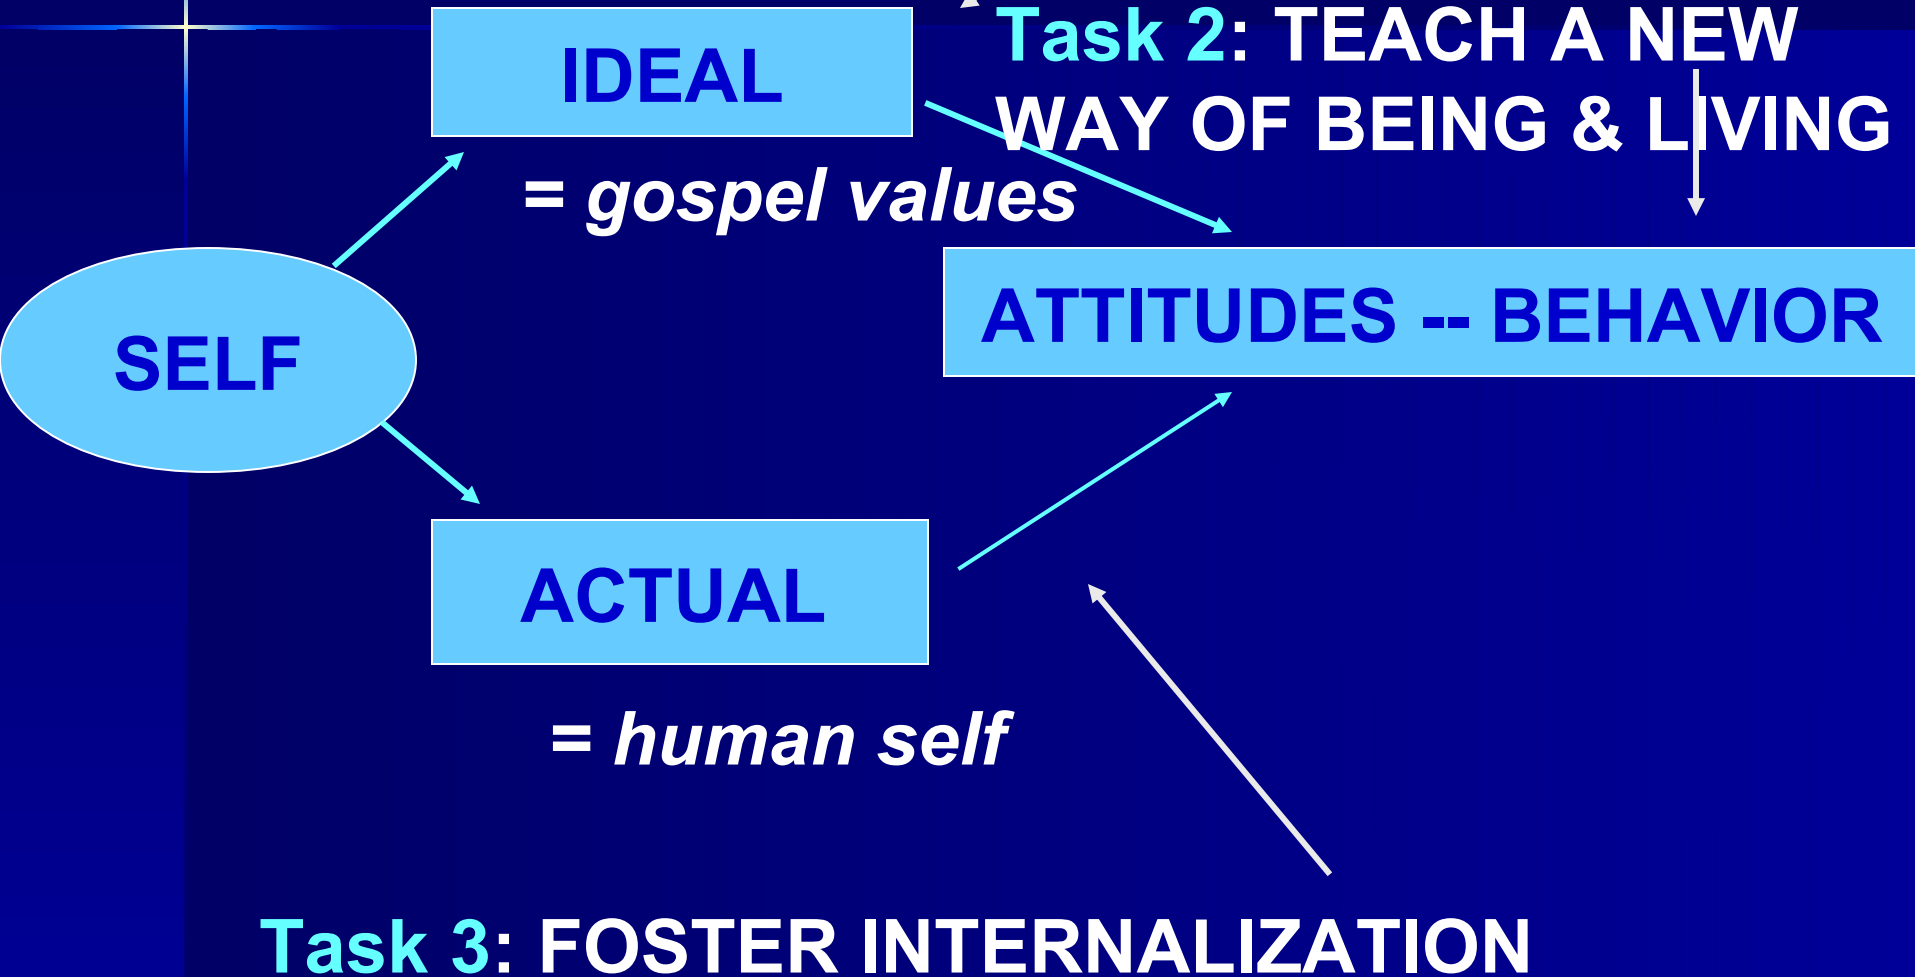 Task 2: TEACH A NEW
WAY OF BEING & LIVING
IDEAL
= gospel values
ATTITUDES -- BEHAVIOR
SELF
ACTUAL
= human self
Task 3: FOSTER INTERNALIZATION